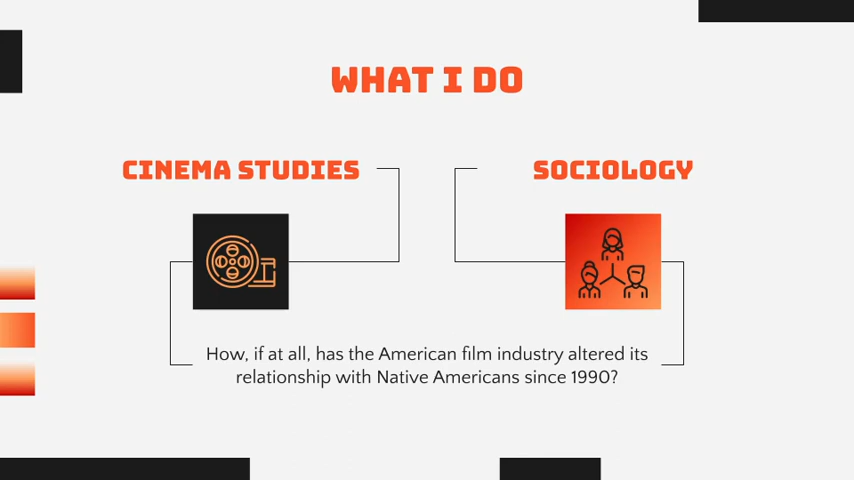 WHAT I DO
CINEMA STUDIES
SOCIOLOGY
How, if at all, has the American film industry altered its
relationship with Native Americans since 1990?